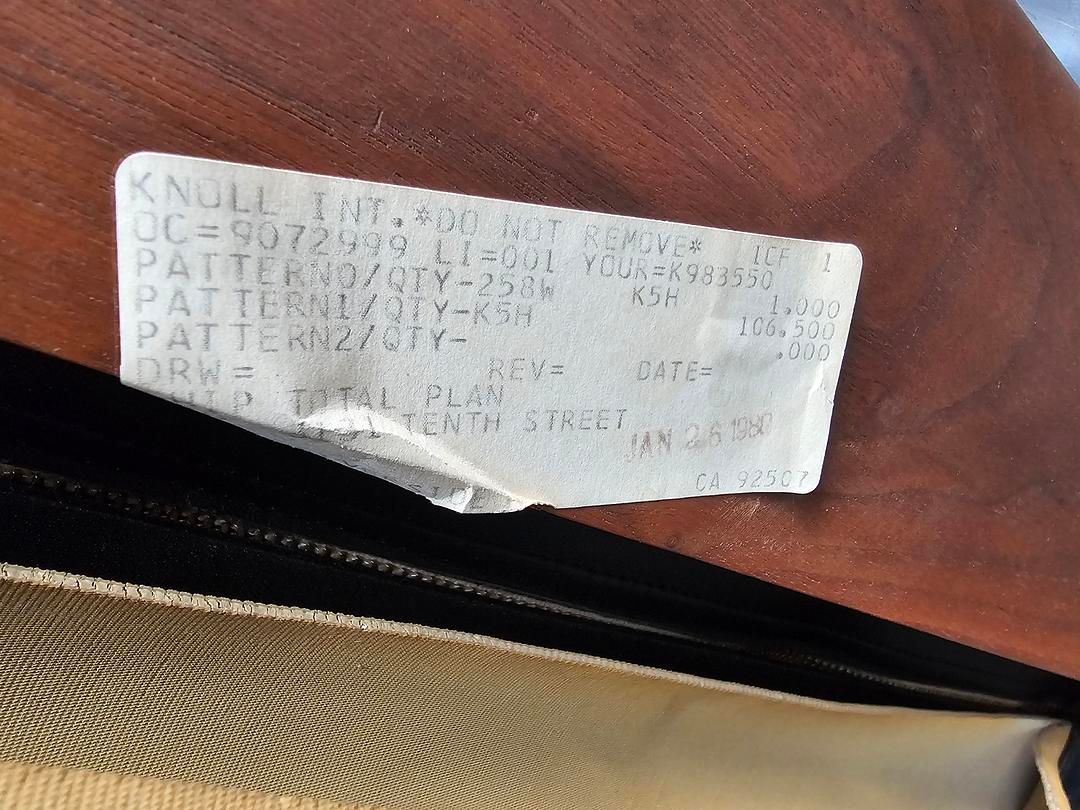 KNOLL INT.*DO NOT REMOVE* ICF 1
OC=9072999 LI=001 YOUR=K983550
PATTERN0/QTY-258W K5H 1.000
PATTERN1/QTY-K5H 106.500
PATTERN2/QTY- .000
DRW= REV= DATE=
SHIP TOTAL PLAN
TENTH STREET
JAN 26 1980
CA 92507